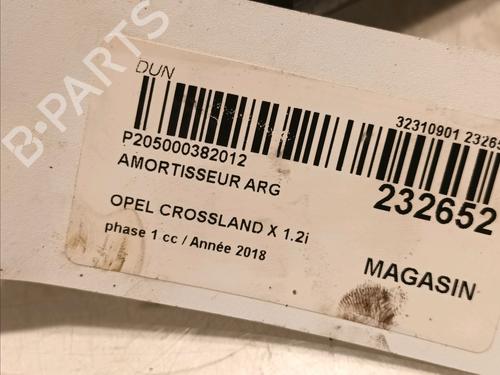 B-PARTS
DUN
P205000382012
AMORTISSEUR ARG
OPEL CROSSLAND X 1.2i
phase 1 cc / Année 2018
32310901 23265
232652
MAGASIN